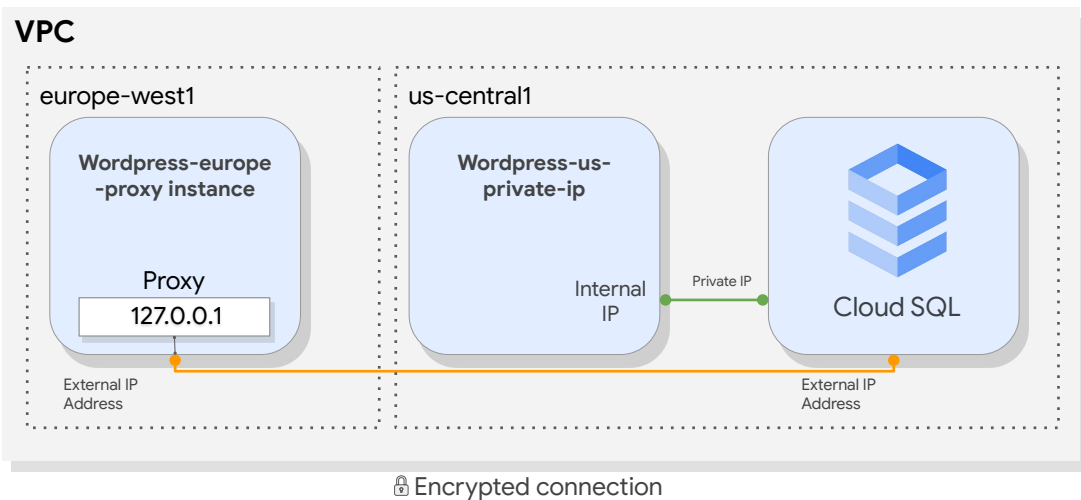 VPC
europe-west1
Wordpress-europe
-proxy instance
Proxy
127.0.0.1
External IP
Address
us-central1
Wordpress-us-
private-ip
Internal
IP
Private IP
Cloud SQL
External IP
Address
Encrypted connection